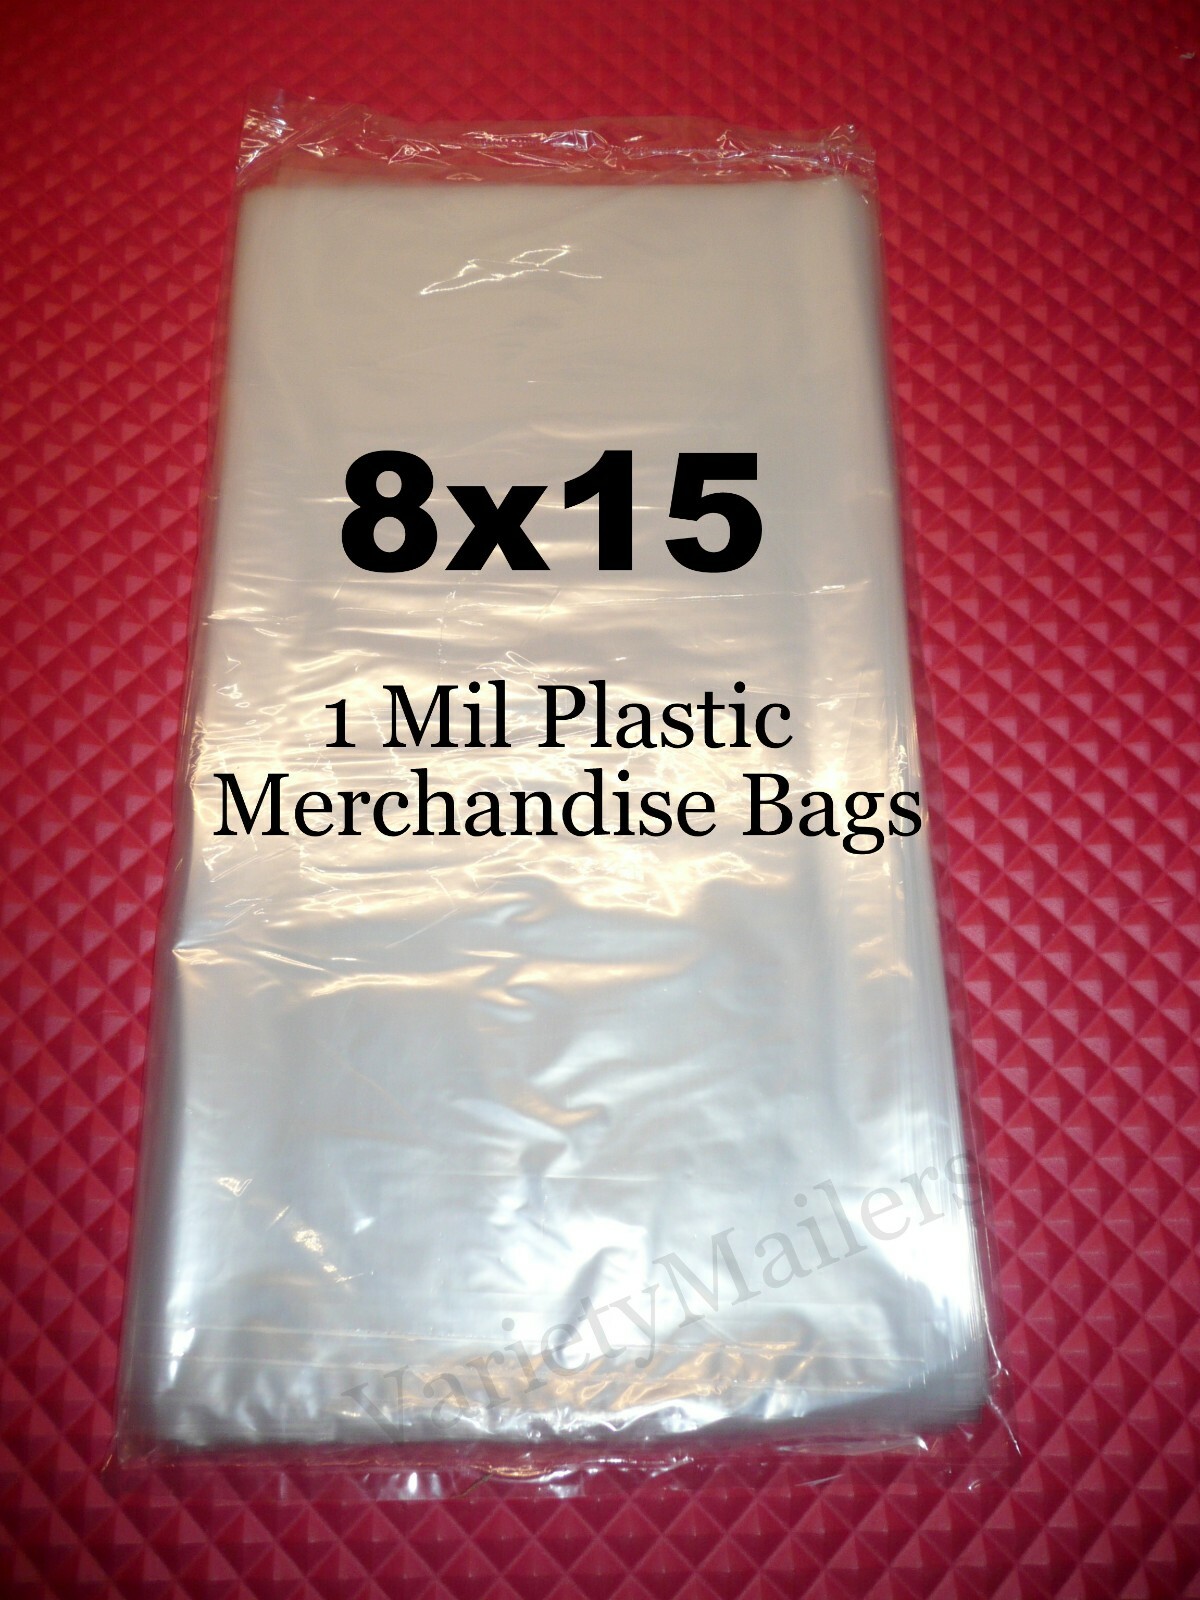 8x15
1 Mil Plastic
Merchandise Bags
VarietyMailers